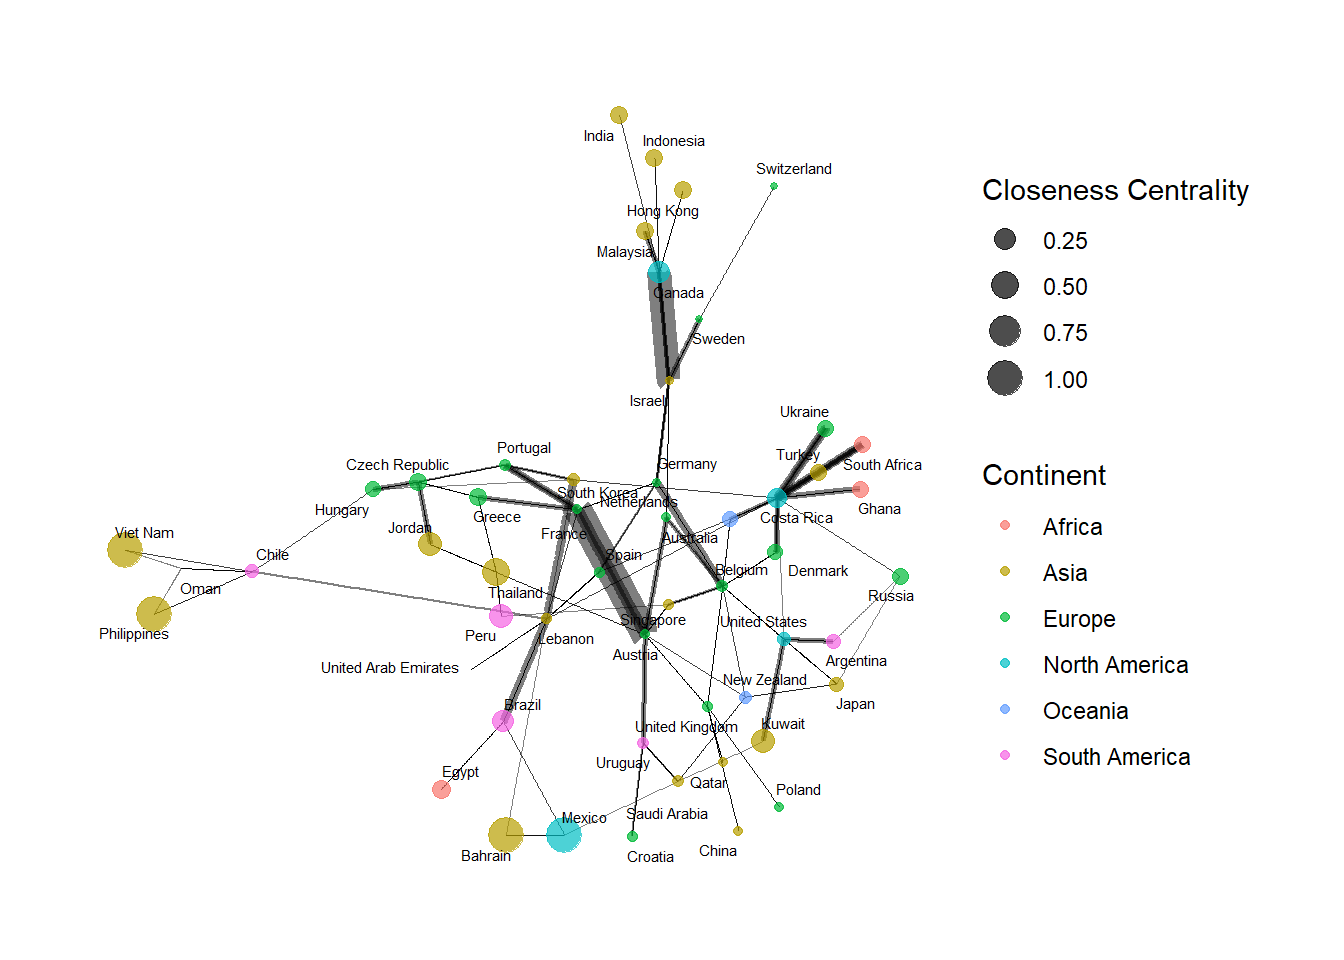 India
Indonesia
Switzerland
Hong Kong
Malaysia
Canada
Sweden
Israel
Ukraine
Portugal
Turkey
Czech Republic
Germany
South Africa
South Korea
Netherlands
Hungary
Greece
Costa Rica
Ghana
Jordan
France
Australia
Viet Nam
Chile
Spain
Belgium
Denmark
Oman
Thailand
Russia
Philippines
Peru
Lebanon
Singapore
United States
Austria
Argentina
United Arab Emirates
New Zealand
Brazil
Japan
United Kingdom
Kuwait
Uruguay
Egypt
Qatar
Poland
Mexico
Saudi Arabia
Bahrain
Croatia
China
Closeness Centrality
0.25
0.50
0.75
1.00
Continent
Africa
Asia
Europe
North America
Oceania
South America